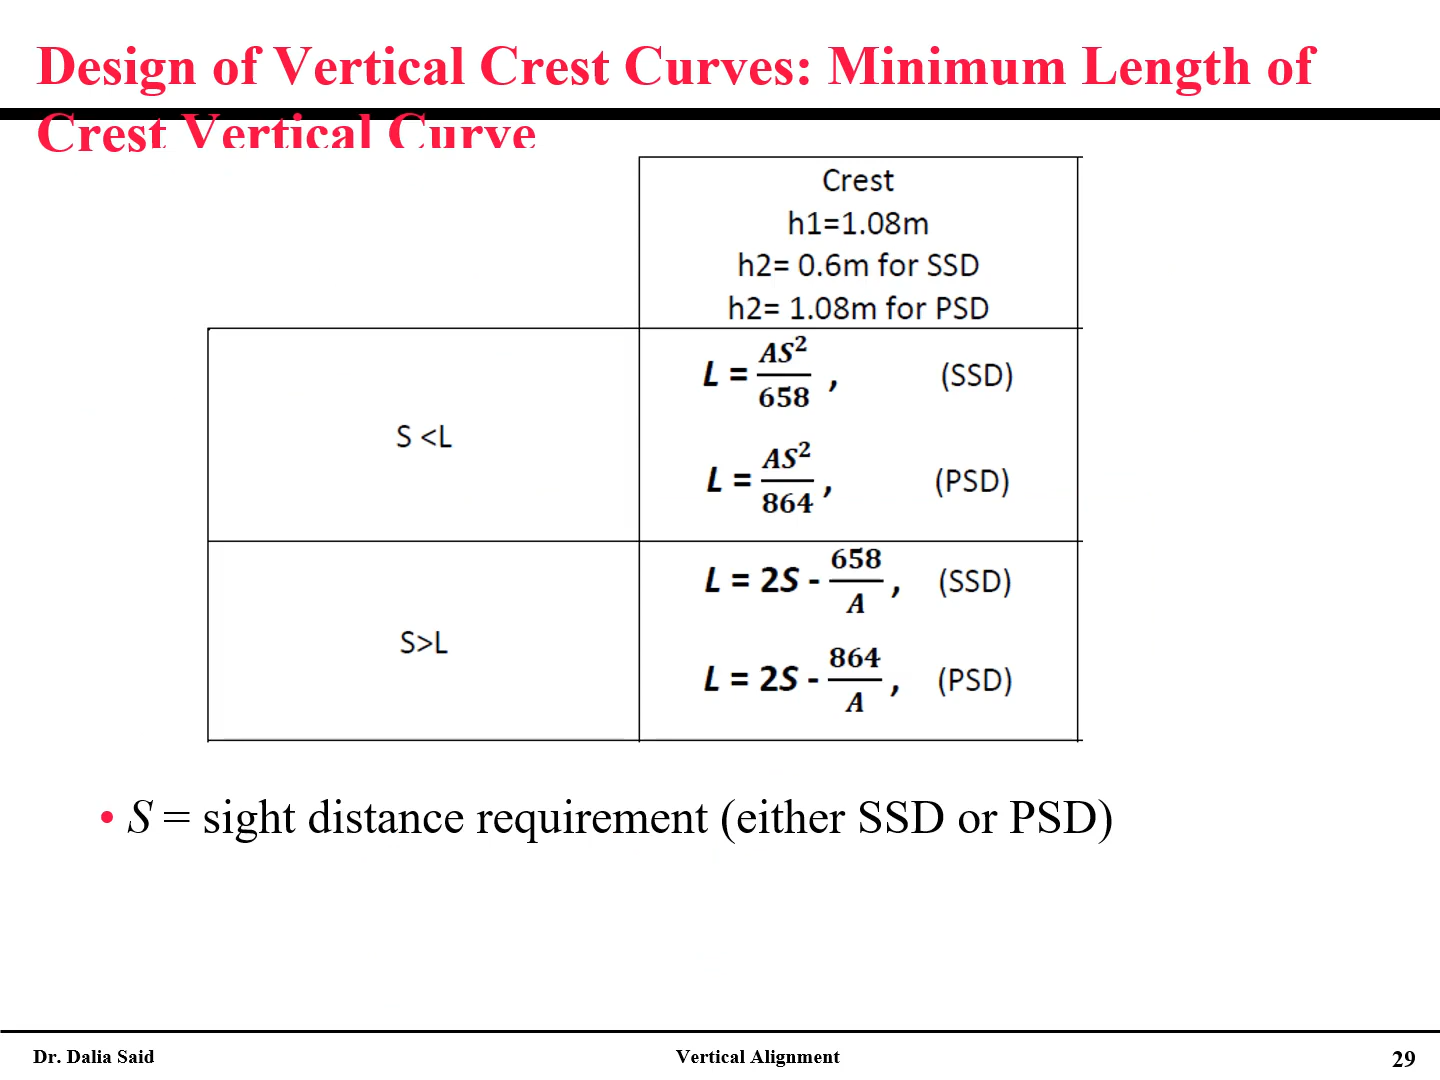 Design of Vertical Crest Curves: Minimum Length of
Crest Vertical Curve
Crest
h1=1.08m
h2= 0.6m for SSD
h2= 1.08m for PSD
S <L
L = AS²/658 , (SSD)
L = AS²/864 , (PSD)
S>L
L = 2S - 658/A , (SSD)
L = 2S - 864/A , (PSD)
• S = sight distance requirement (either SSD or PSD)
Dr. Dalia Said
Vertical Alignment
29